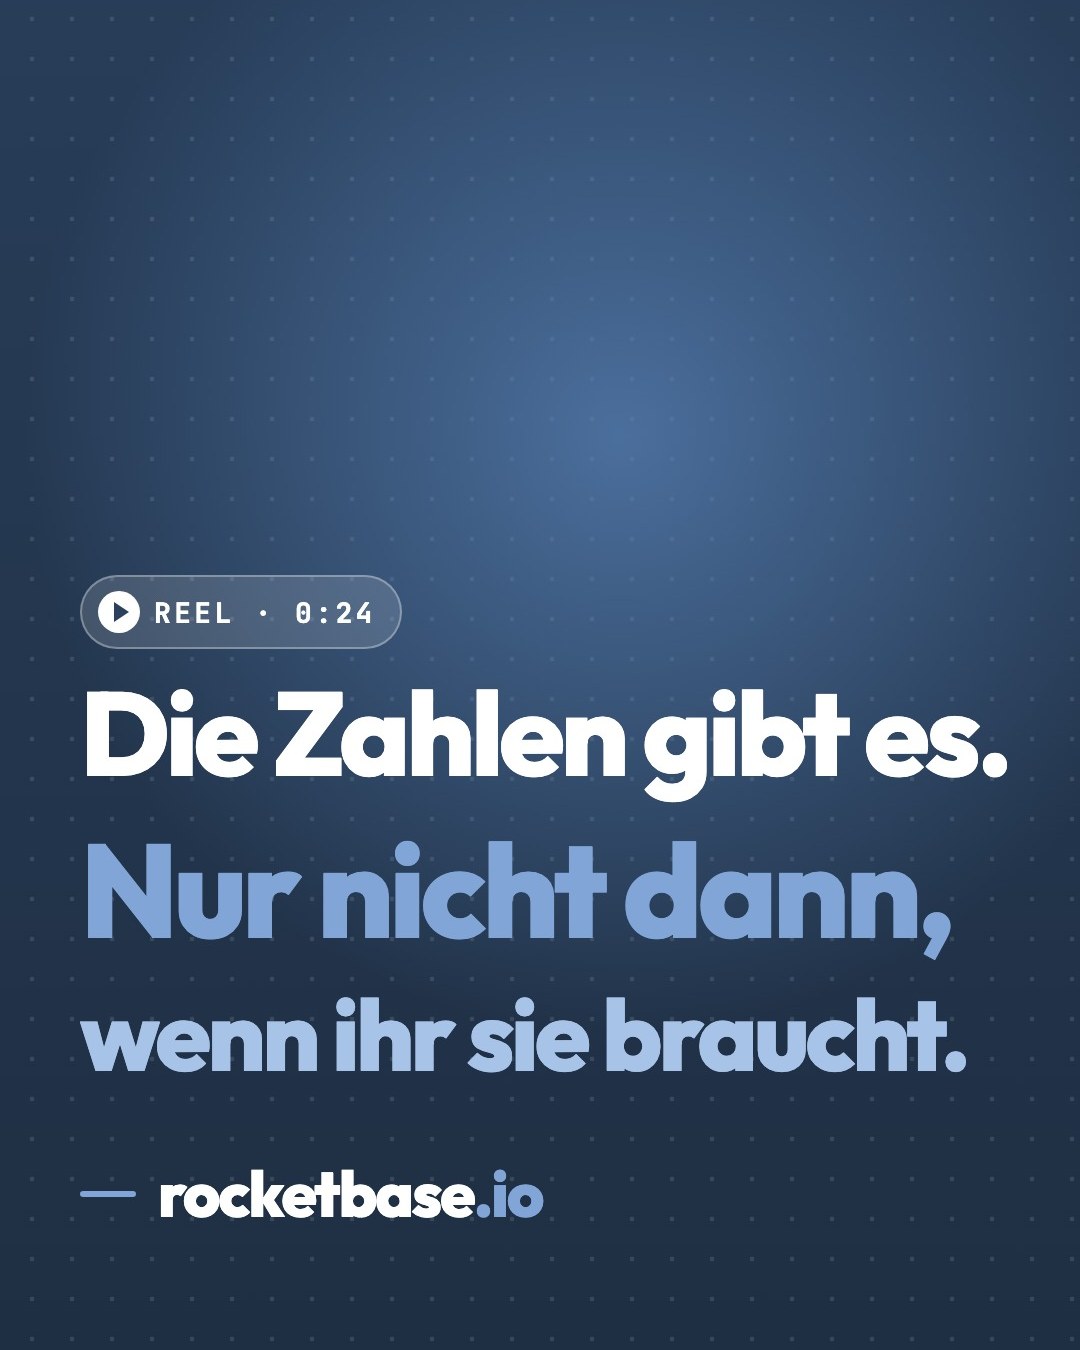 REEL · 0:24
Die Zahlen gibt es.
Nur nicht dann,
wenn ihr sie braucht.
rocketbase.io